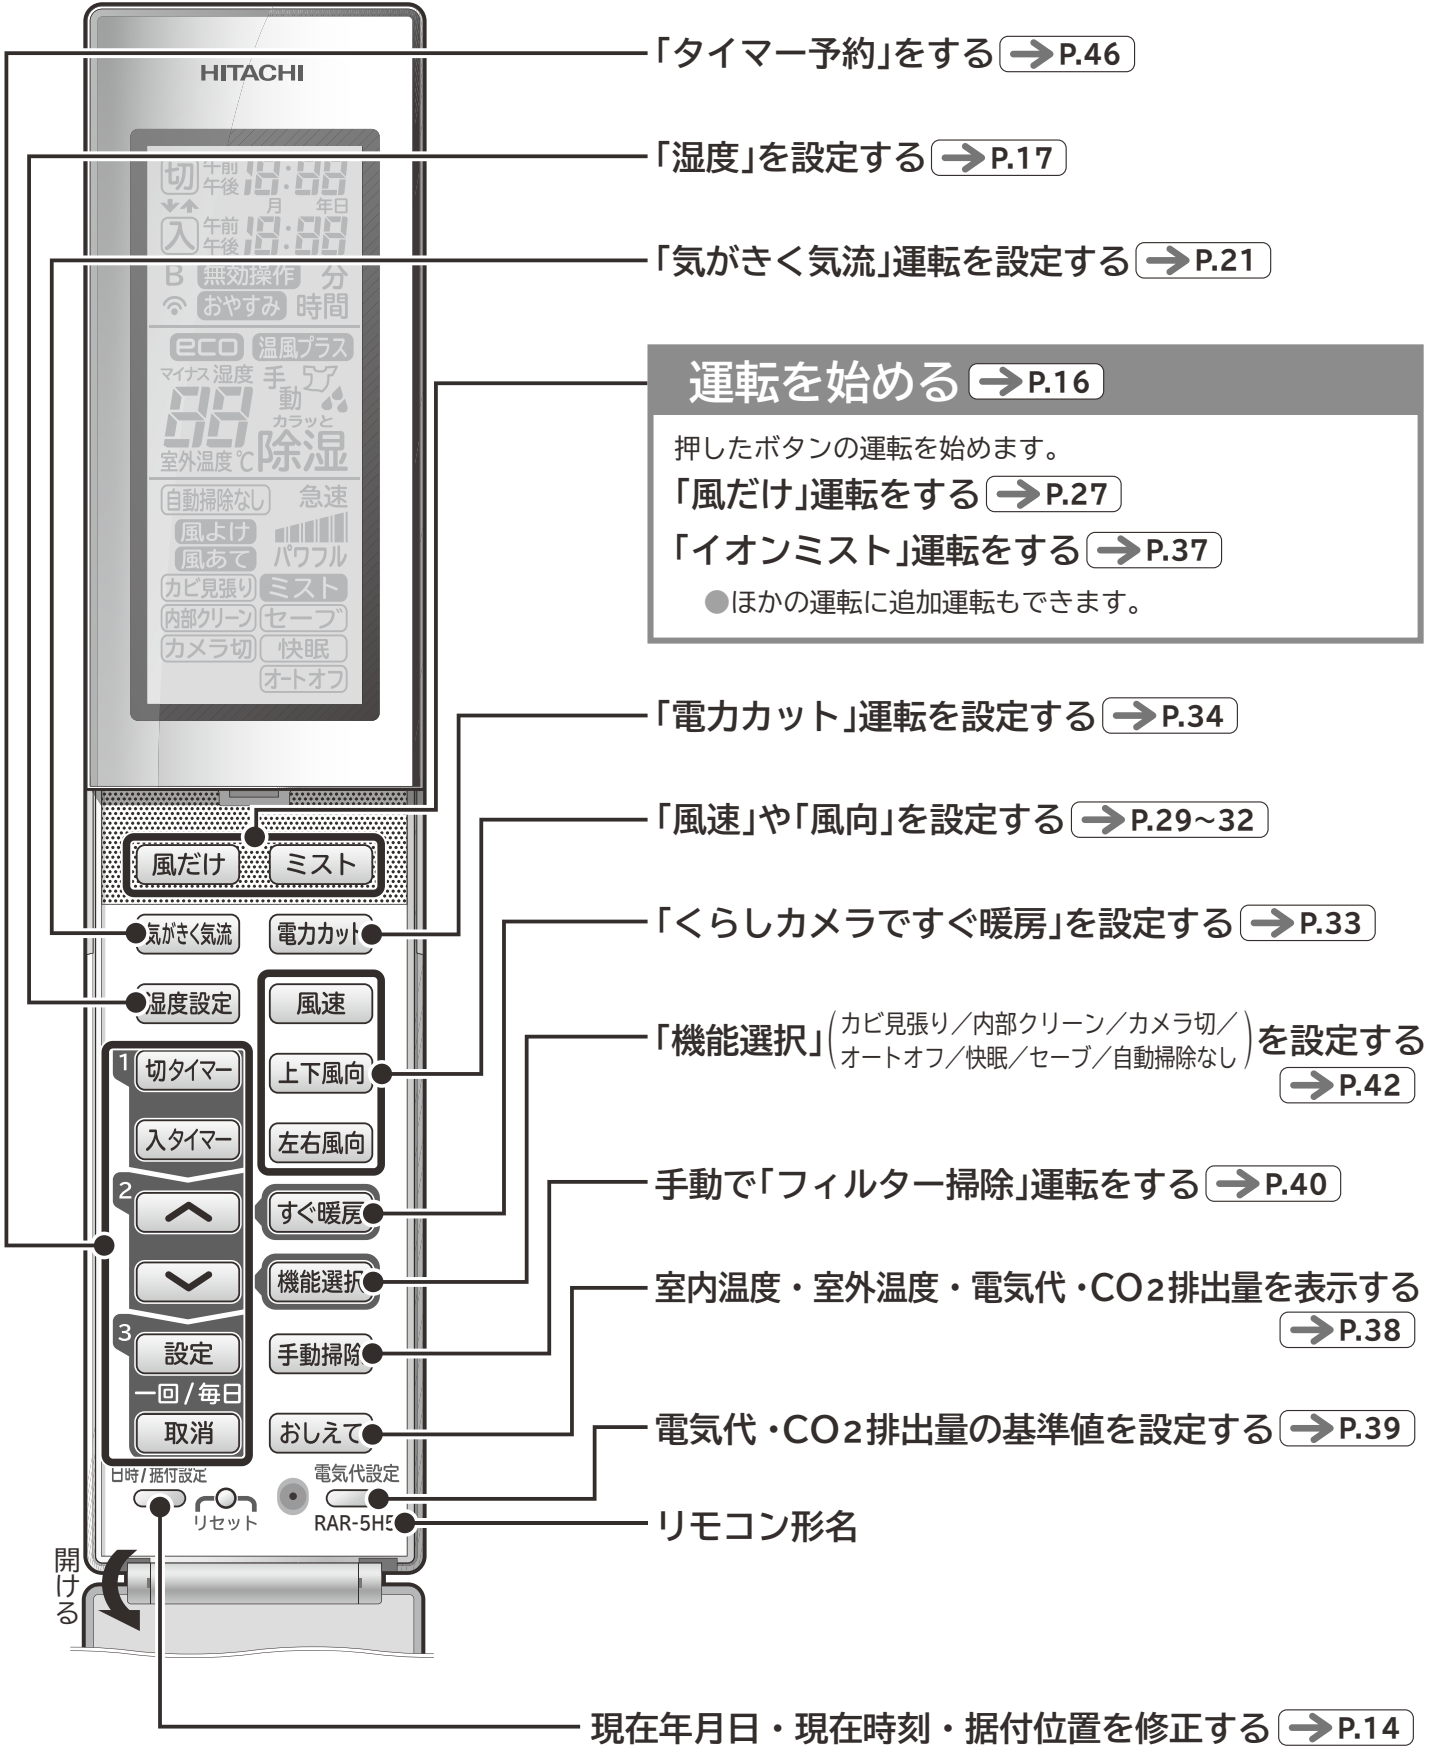 HITACHI
切 午前 午後 18:88
月 年日
入 午前 午後 18:88
B 無効操作 分
おやすみ 時間
eco 温風プラス
マイナス 湿度 手動
88
カラッと
室外温度 ℃ 除湿
自動掃除なし 急速
風よけ
風あて パワフル
カビ見張り ミスト
内部クリーン セーブ
カメラ切 快眠
オートオフ
風だけ ミスト
気がきく気流 電力カット
湿度設定 風速
1 切タイマー 上下風向
入タイマー 左右風向
2
すぐ暖房
機能選択
3 設定 手動掃除
一回/毎日
取消 おしえて
日時/据付設定 電気代設定
リセット RAR-5H5
開ける
「タイマー予約」をする P.46
「湿度」を設定する P.17
「気がきく気流」運転を設定する P.21
運転を始める P.16
押したボタンの運転を始めます。
「風だけ」運転をする P.27
「イオンミスト」運転をする P.37
●ほかの運転に追加運転もできます。
「電力カット」運転を設定する P.34
「風速」や「風向」を設定する P.29~32
「くらしカメラですぐ暖房」を設定する P.33
「機能選択」(カビ見張り／内部クリーン／カメラ切／
オートオフ／快眠／セーブ／自動掃除なし)を設定する
P.42
手動で「フィルター掃除」運転をする P.40
室内温度・室外温度・電気代・CO2排出量を表示する
P.38
電気代・CO2排出量の基準値を設定する P.39
リモコン形名
現在年月日・現在時刻・据付位置を修正する P.14